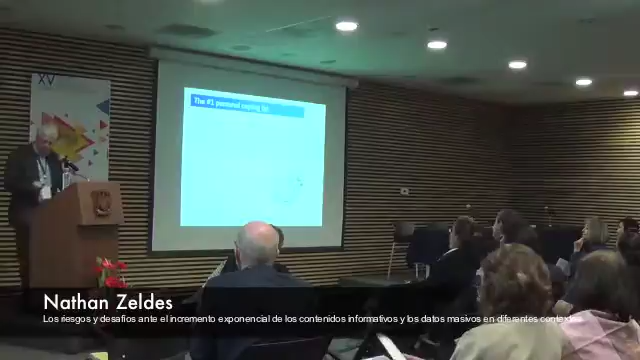 XV
The #1 personal coping tip
Nathan Zeldes
Los riesgos y desafíos ante el incremento exponencial de los contenidos informativos y los datos masivos en diferentes contextos